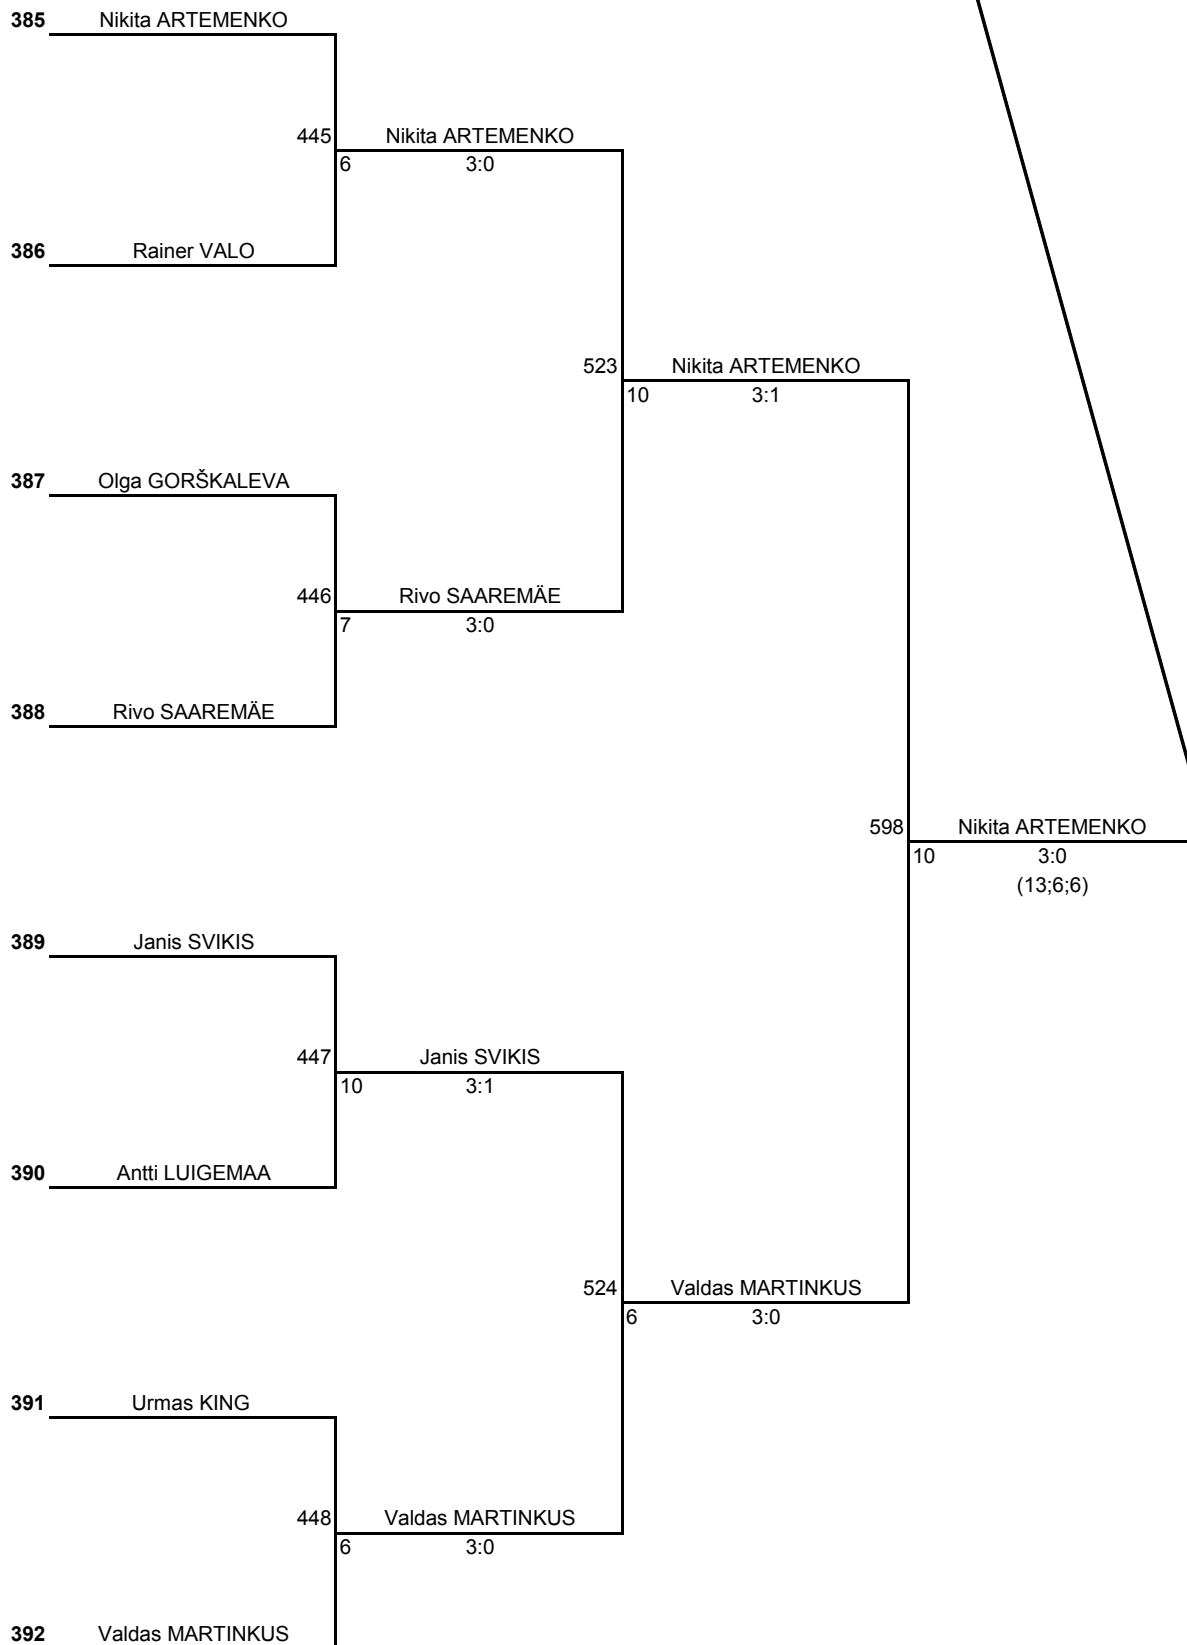 385 Nikita ARTEMENKO
445 Nikita ARTEMENKO
6 3:0
386 Rainer VALO
523 Nikita ARTEMENKO
10 3:1
387 Olga GORŠKALEVA
446 Rivo SAAREMÄE
7 3:0
388 Rivo SAAREMÄE
598 Nikita ARTEMENKO
10 3:0
(13;6;6)
389 Janis SVIKIS
447 Janis SVIKIS
10 3:1
390 Antti LUIGEMAA
524 Valdas MARTINKUS
6 3:0
391 Urmas KING
448 Valdas MARTINKUS
6 3:0
392 Valdas MARTINKUS